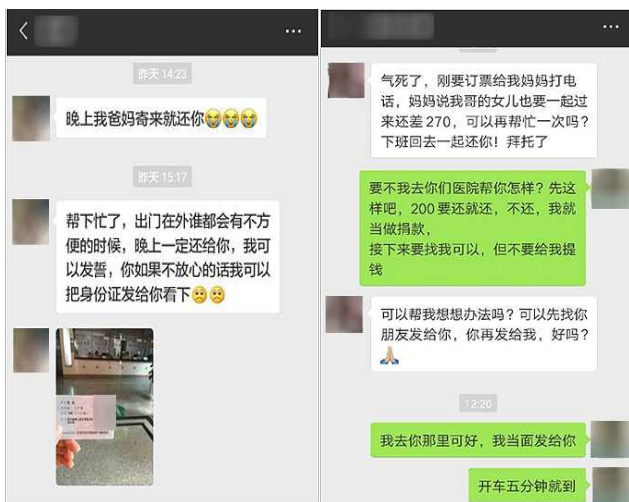 昨天 14:23
晚上我爸妈寄来就还你😭😭😭
昨天 15:17
帮下忙了，出门在外谁都会有不方
便的时候，晚上一定还给你，我可
以发誓，你如果不放心的话我可以
把身份证发给你看下🥺🥺
气死了，刚要订票给我妈妈打电
话，妈妈说我哥的女儿也要一起过
来还差270，可以再帮忙一次吗？
下班回去一起还你！拜托了
要不我去你们医院帮你怎样？先这
样吧，200要还就还，不还，我就
当做捐款，
接下来要找我可以，但不要给我提
钱
可以帮我想想办法吗？可以先找你
朋友发给你，你再发给我，好吗？
🙏🏼
12:20
我去你那里可好，我当面发给你
开车五分钟就到